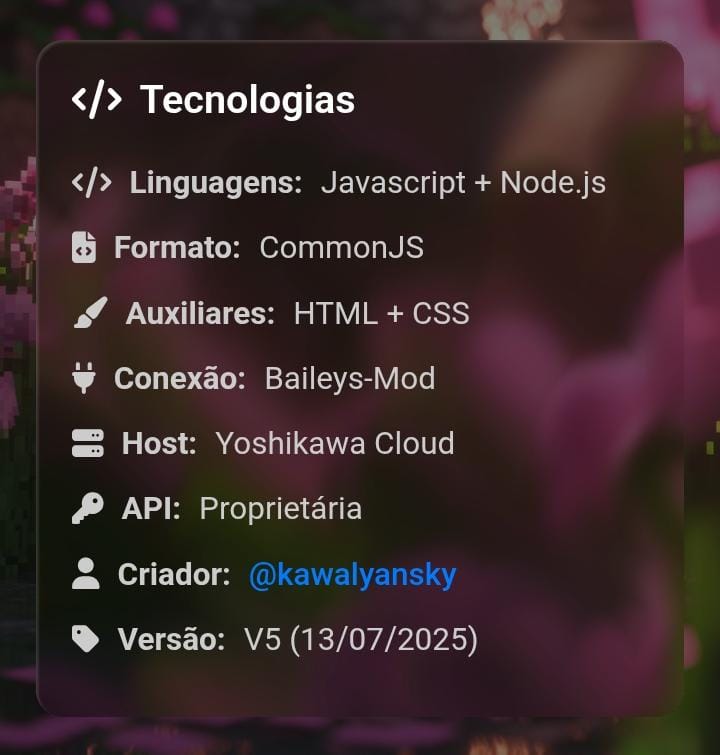 </> Tecnologias
</> Linguagens: Javascript + Node.js
Formato: CommonJS
Auxiliares: HTML + CSS
Conexão: Baileys-Mod
Host: Yoshikawa Cloud
API: Proprietária
Criador: @kawalyansky
Versão: V5 (13/07/2025)